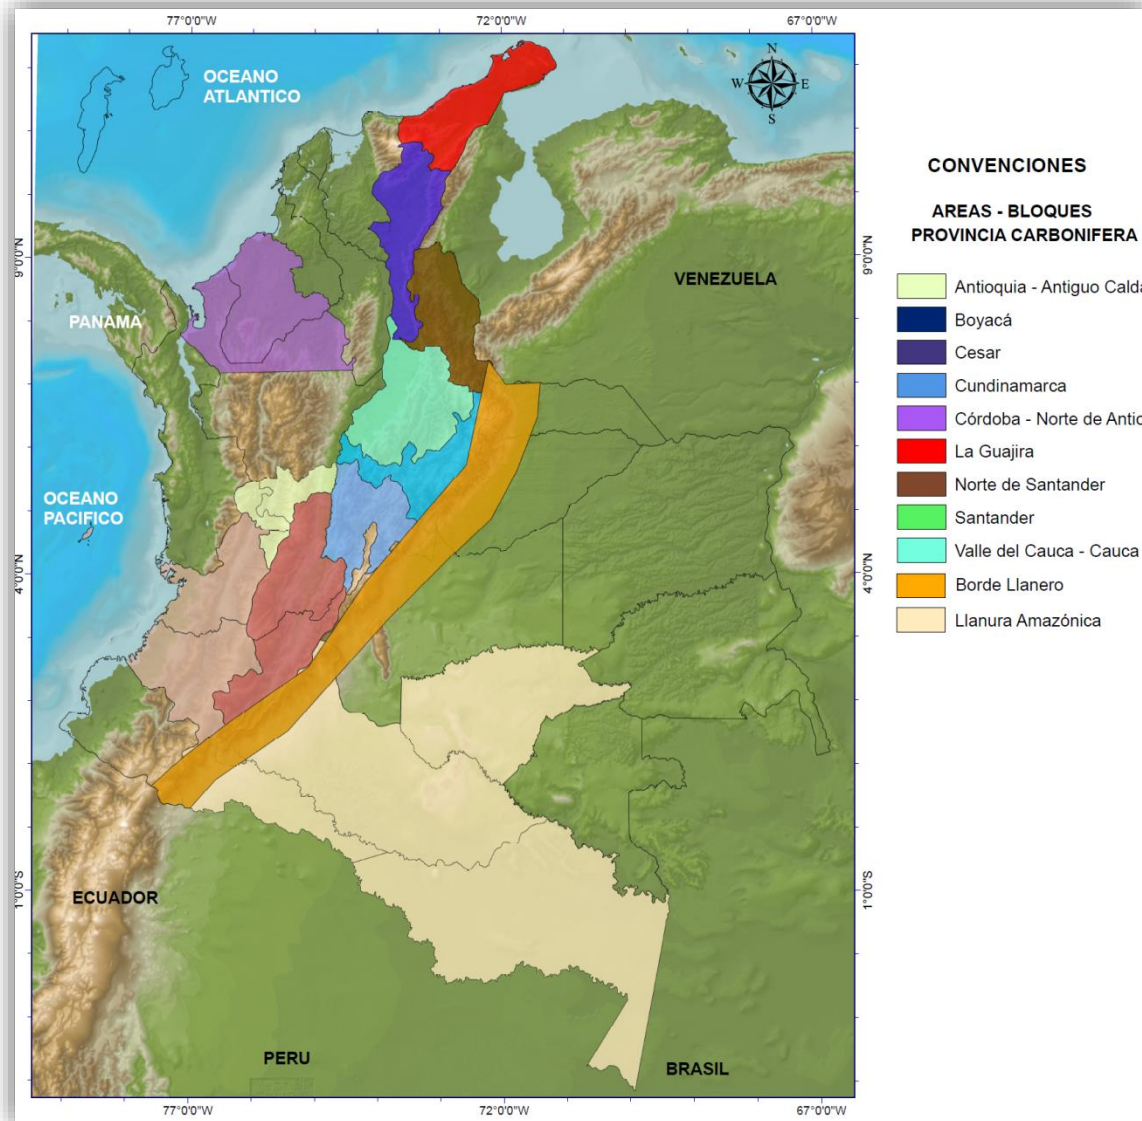 77°0'0"W 72°0'0"W 67°0'0"W
N
W E
S
OCEANO
ATLANTICO
9°0'0"N 9°0'0"N
VENEZUELA
PANAMA
OCEANO
PACIFICO
4°0'0"N 4°0'0"N
1°0'0"S 1°0'0"S
ECUADOR
PERU
BRASIL
77°0'0"W 72°0'0"W 67°0'0"W
CONVENCIONES
AREAS - BLOQUES
PROVINCIA CARBONIFERA
Antioquia - Antiguo Calda
Boyacá
Cesar
Cundinamarca
Córdoba - Norte de Antio
La Guajira
Norte de Santander
Santander
Valle del Cauca - Cauca
Borde Llanero
Llanura Amazónica